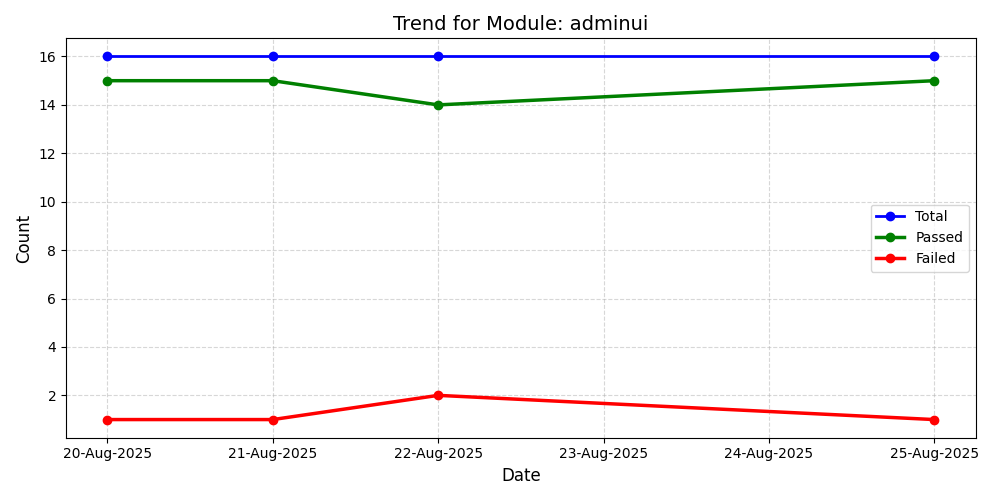 Trend for Module: adminui
Count
16
14
12
10
8
6
4
2
Total
Passed
Failed
20-Aug-2025
21-Aug-2025
22-Aug-2025
23-Aug-2025
24-Aug-2025
25-Aug-2025
Date